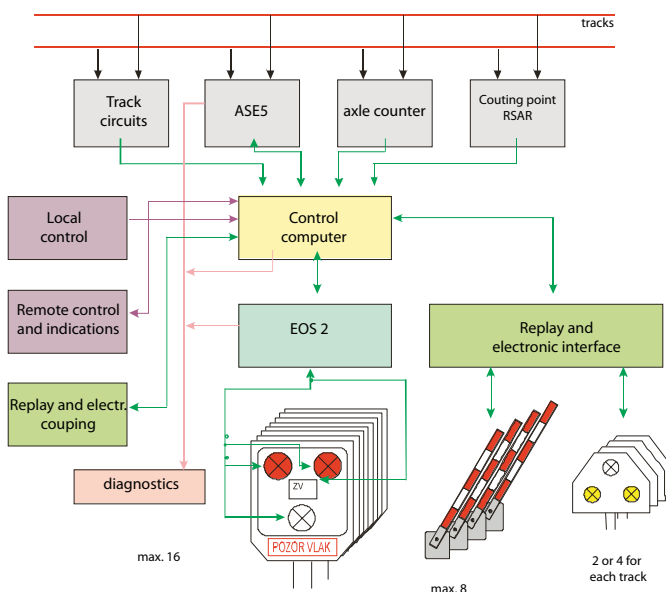 tracks
Track
circuits
ASE5
axle counter
Couting point
RSAR
Local
control
Control
computer
Remote control
and indications
EOS 2
Replay and
electronic interface
Replay and electr.
couping
diagnostics
ZV
POZOR VLAK
max. 16
max. 8
2 or 4 for
each track